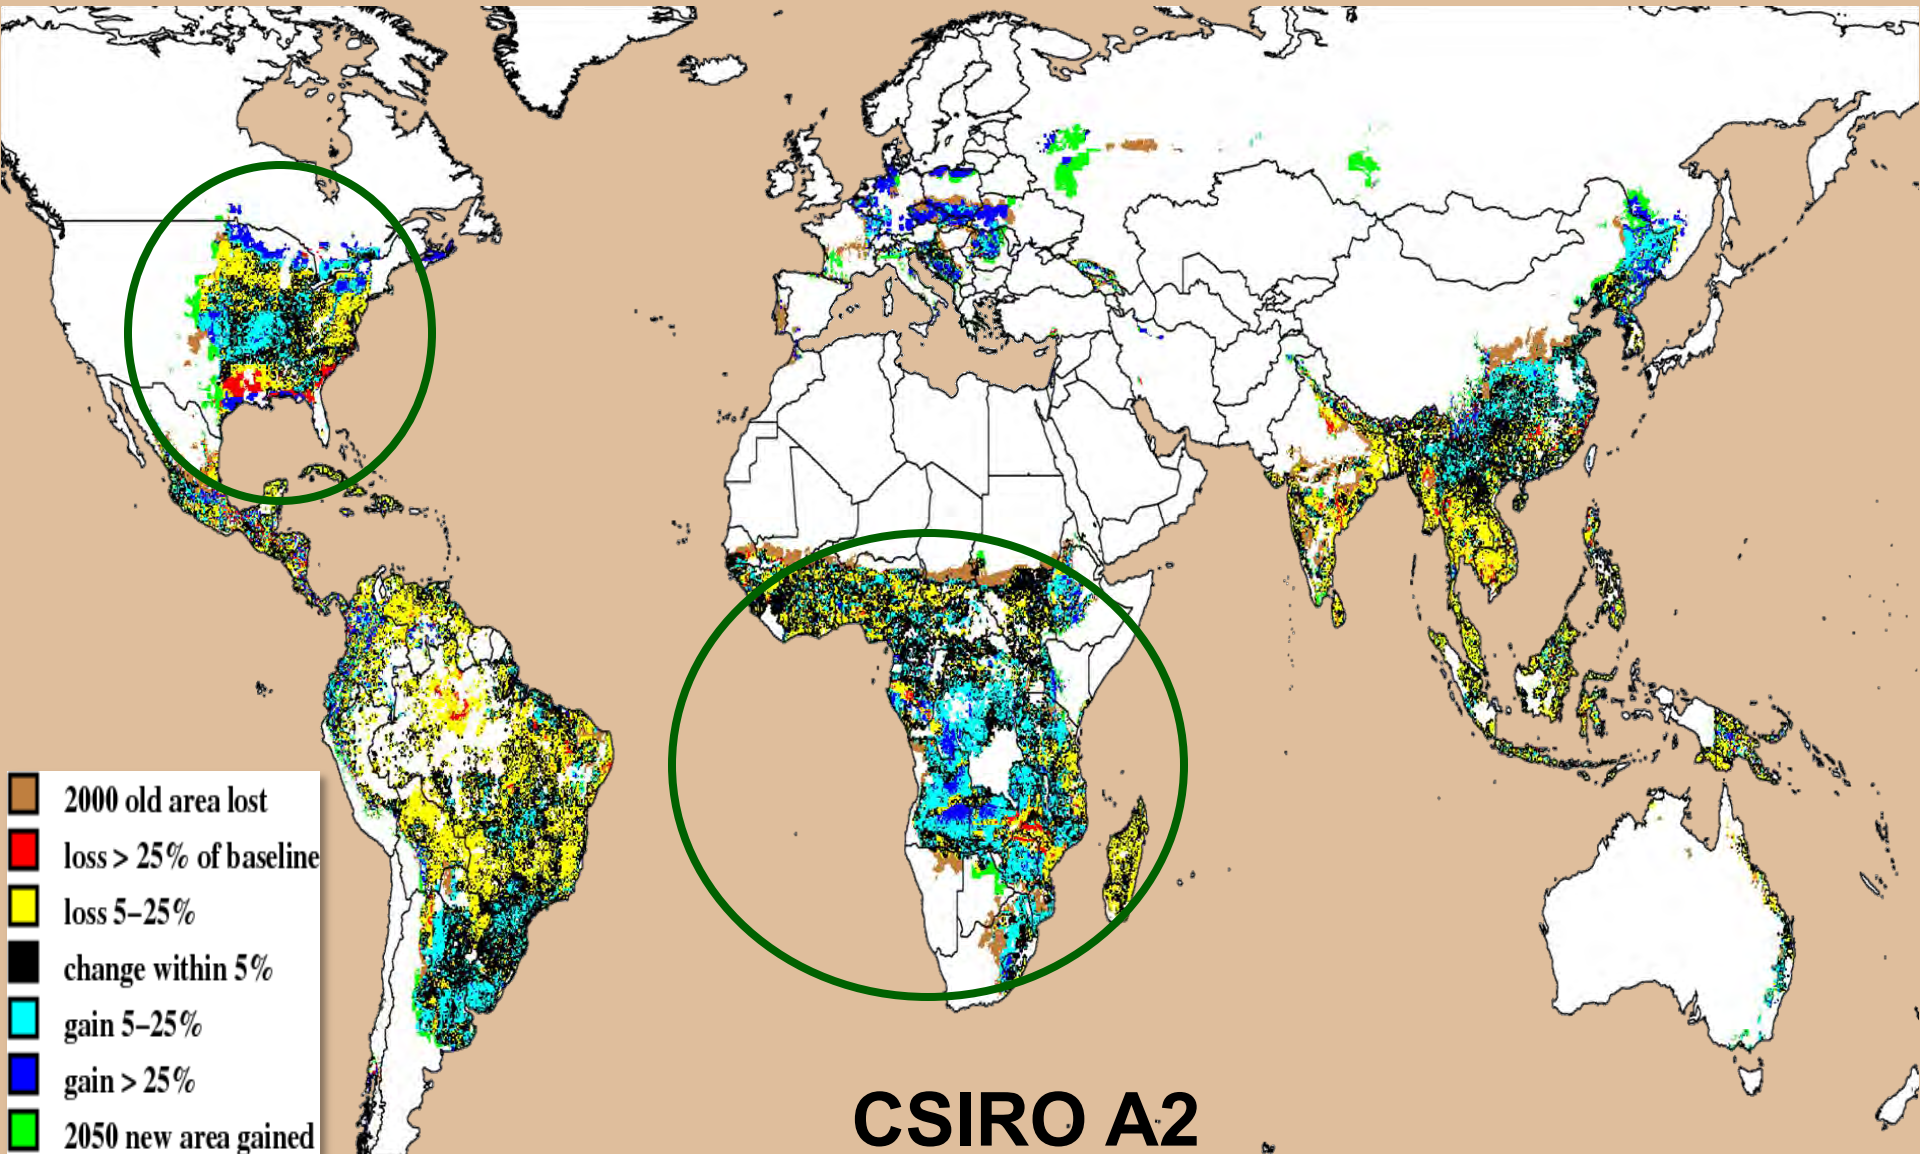 2000 old area lost
loss > 25% of baseline
loss 5–25%
change within 5%
gain 5–25%
gain > 25%
2050 new area gained
CSIRO A2